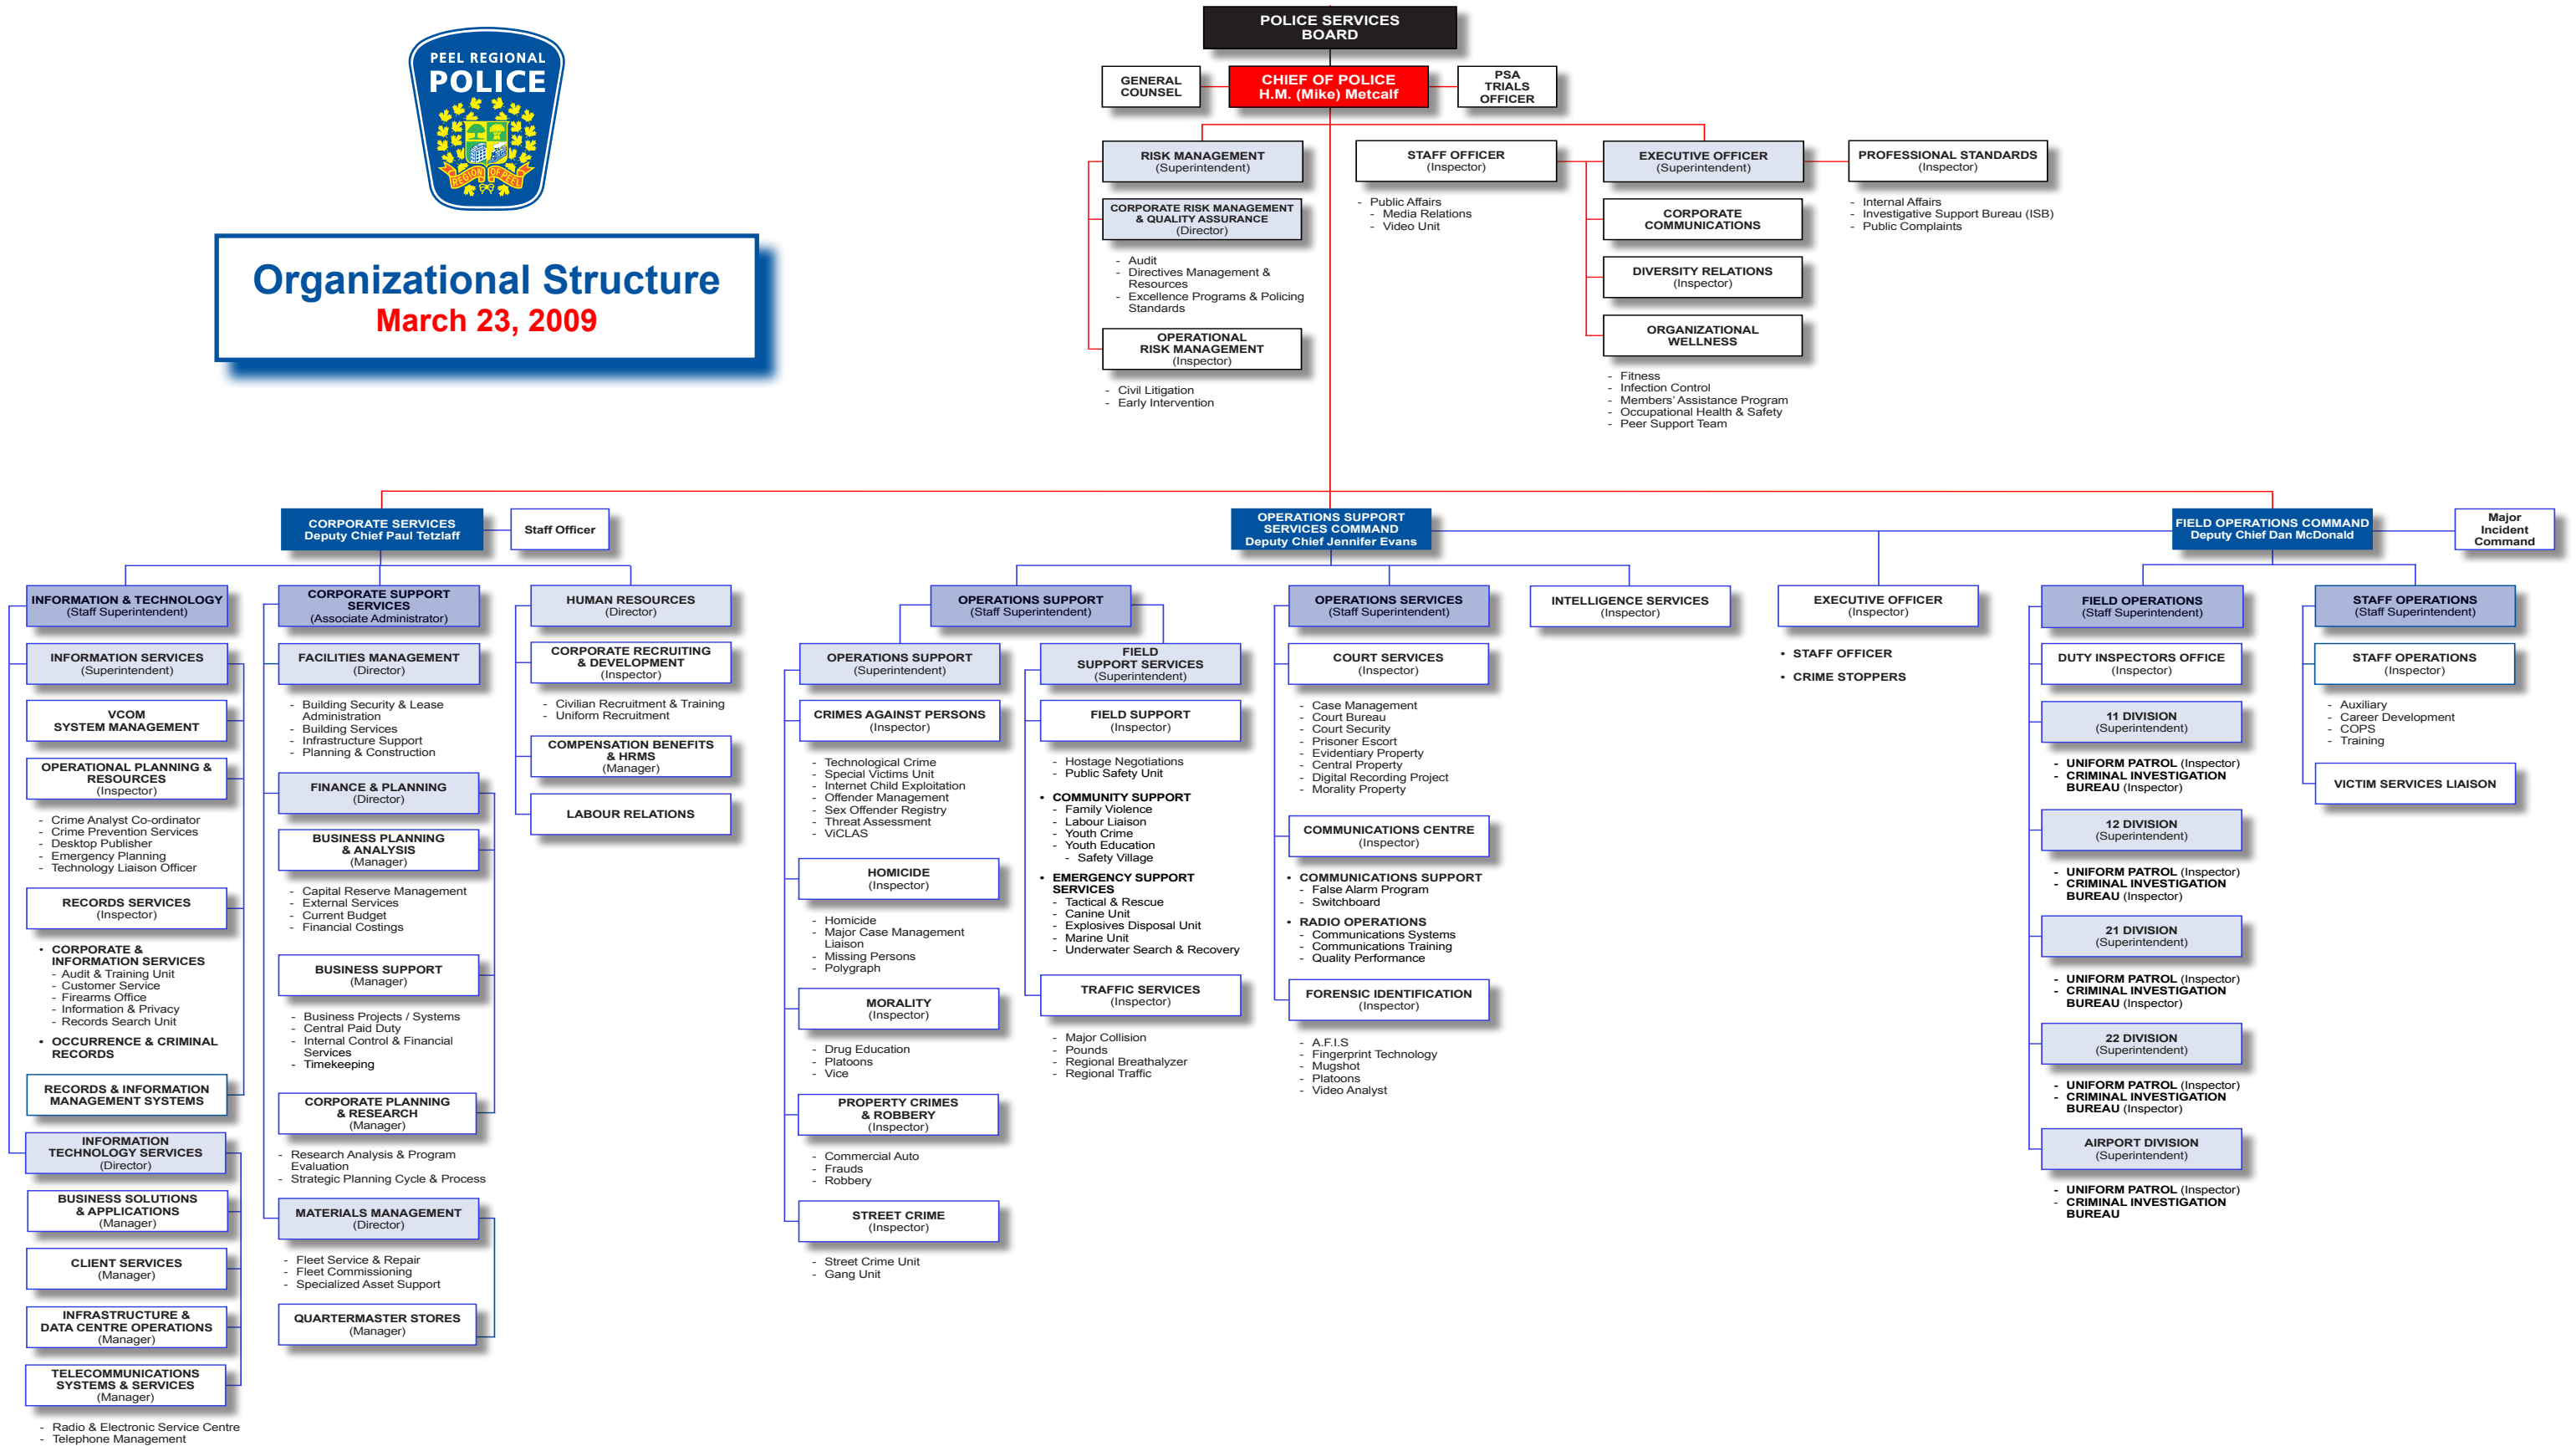 PEEL REGIONAL
POLICE
REGION OF PEEL
Organizational Structure
March 23, 2009
POLICE SERVICES
BOARD
GENERAL
COUNSEL
CHIEF OF POLICE
H.M. (Mike) Metcalf
PSA
TRIALS
OFFICER
RISK MANAGEMENT
(Superintendent)
CORPORATE RISK MANAGEMENT
& QUALITY ASSURANCE
(Director)
- Audit
- Directives Management &
Resources
- Excellence Programs & Policing
Standards
OPERATIONAL
RISK MANAGEMENT
(Inspector)
- Civil Litigation
- Early Intervention
STAFF OFFICER
(Inspector)
- Public Affairs
- Media Relations
- Video Unit
EXECUTIVE OFFICER
(Superintendent)
CORPORATE
COMMUNICATIONS
DIVERSITY RELATIONS
(Inspector)
ORGANIZATIONAL
WELLNESS
- Fitness
- Infection Control
- Members' Assistance Program
- Occupational Health & Safety
- Peer Support Team
PROFESSIONAL STANDARDS
(Inspector)
- Internal Affairs
- Investigative Support Bureau (ISB)
- Public Complaints
CORPORATE SERVICES
Deputy Chief Paul Tetzlaff
Staff Officer
INFORMATION & TECHNOLOGY
(Staff Superintendent)
INFORMATION SERVICES
(Superintendent)
VCOM
SYSTEM MANAGEMENT
OPERATIONAL PLANNING &
RESOURCES
(Inspector)
- Crime Analyst Co-ordinator
- Crime Prevention Services
- Desktop Publisher
- Emergency Planning
- Technology Liaison Officer
RECORDS SERVICES
(Inspector)
• CORPORATE &
INFORMATION SERVICES
- Audit & Training Unit
- Customer Service
- Firearms Office
- Information & Privacy
- Records Search Unit
• OCCURRENCE & CRIMINAL
RECORDS
RECORDS & INFORMATION
MANAGEMENT SYSTEMS
INFORMATION
TECHNOLOGY SERVICES
(Director)
BUSINESS SOLUTIONS
& APPLICATIONS
(Manager)
CLIENT SERVICES
(Manager)
INFRASTRUCTURE &
DATA CENTRE OPERATIONS
(Manager)
TELECOMMUNICATIONS
SYSTEMS & SERVICES
(Manager)
- Radio & Electronic Service Centre
- Telephone Management
CORPORATE SUPPORT
SERVICES
(Associate Administrator)
FACILITIES MANAGEMENT
(Director)
- Building Security & Lease
Administration
- Building Services
- Infrastructure Support
- Planning & Construction
FINANCE & PLANNING
(Director)
BUSINESS PLANNING
& ANALYSIS
(Manager)
- Capital Reserve Management
- External Services
- Current Budget
- Financial Costings
BUSINESS SUPPORT
(Manager)
- Business Projects / Systems
- Central Paid Duty
- Internal Control & Financial
Services
- Timekeeping
CORPORATE PLANNING
& RESEARCH
(Manager)
- Research Analysis & Program
Evaluation
- Strategic Planning Cycle & Process
MATERIALS MANAGEMENT
(Director)
- Fleet Service & Repair
- Fleet Commissioning
- Specialized Asset Support
QUARTERMASTER STORES
(Manager)
HUMAN RESOURCES
(Director)
CORPORATE RECRUITING
& DEVELOPMENT
(Inspector)
- Civilian Recruitment & Training
- Uniform Recruitment
COMPENSATION BENEFITS
& HRMS
(Manager)
LABOUR RELATIONS
OPERATIONS SUPPORT
SERVICES COMMAND
Deputy Chief Jennifer Evans
OPERATIONS SUPPORT
(Staff Superintendent)
OPERATIONS SUPPORT
(Superintendent)
CRIMES AGAINST PERSONS
(Inspector)
- Technological Crime
- Special Victims Unit
- Internet Child Exploitation
- Offender Management
- Sex Offender Registry
- Threat Assessment
- ViCLAS
HOMICIDE
(Inspector)
- Homicide
- Major Case Management
Liaison
- Missing Persons
- Polygraph
MORALITY
(Inspector)
- Drug Education
- Platoons
- Vice
PROPERTY CRIMES
& ROBBERY
(Inspector)
- Commercial Auto
- Frauds
- Robbery
STREET CRIME
(Inspector)
- Street Crime Unit
- Gang Unit
FIELD
SUPPORT SERVICES
(Superintendent)
FIELD SUPPORT
(Inspector)
- Hostage Negotiations
- Public Safety Unit
• COMMUNITY SUPPORT
- Family Violence
- Labour Liaison
- Youth Crime
- Youth Education
- Safety Village
• EMERGENCY SUPPORT
SERVICES
- Tactical & Rescue
- Canine Unit
- Explosives Disposal Unit
- Marine Unit
- Underwater Search & Recovery
TRAFFIC SERVICES
(Inspector)
- Major Collision
- Pounds
- Regional Breathalyzer
- Regional Traffic
OPERATIONS SERVICES
(Staff Superintendent)
COURT SERVICES
(Inspector)
- Case Management
- Court Bureau
- Court Security
- Prisoner Escort
- Evidentiary Property
- Central Property
- Digital Recording Project
- Morality Property
COMMUNICATIONS CENTRE
(Inspector)
• COMMUNICATIONS SUPPORT
- False Alarm Program
- Switchboard
• RADIO OPERATIONS
- Communications Systems
- Communications Training
- Quality Performance
FORENSIC IDENTIFICATION
(Inspector)
- A.F.I.S
- Fingerprint Technology
- Mugshot
- Platoons
- Video Analyst
INTELLIGENCE SERVICES
(Inspector)
EXECUTIVE OFFICER
(Inspector)
• STAFF OFFICER
• CRIME STOPPERS
FIELD OPERATIONS COMMAND
Deputy Chief Dan McDonald
Major
Incident
Command
FIELD OPERATIONS
(Staff Superintendent)
DUTY INSPECTORS OFFICE
(Inspector)
11 DIVISION
(Superintendent)
- UNIFORM PATROL (Inspector)
- CRIMINAL INVESTIGATION
BUREAU (Inspector)
12 DIVISION
(Superintendent)
- UNIFORM PATROL (Inspector)
- CRIMINAL INVESTIGATION
BUREAU (Inspector)
21 DIVISION
(Superintendent)
- UNIFORM PATROL (Inspector)
- CRIMINAL INVESTIGATION
BUREAU (Inspector)
22 DIVISION
(Superintendent)
- UNIFORM PATROL (Inspector)
- CRIMINAL INVESTIGATION
BUREAU (Inspector)
AIRPORT DIVISION
(Superintendent)
- UNIFORM PATROL (Inspector)
- CRIMINAL INVESTIGATION
BUREAU
STAFF OPERATIONS
(Staff Superintendent)
STAFF OPERATIONS
(Inspector)
- Auxiliary
- Career Development
- COPS
- Training
VICTIM SERVICES LIAISON